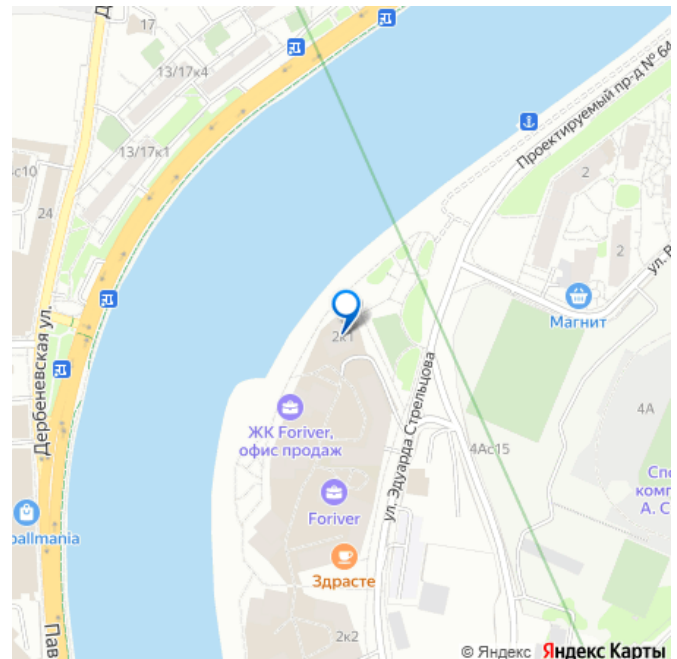 17
13/17к4
13/17к1
24
Дербеневская ул.
Проектируемый пр-д № 64
2
2
Магнит
2к1
ЖК Foriver,
офис продаж
Foriver
Здрасте
ул. Эдуарда Стрельцова
4А
4Ас15
2к2
© Яндекс Яндекс Карты